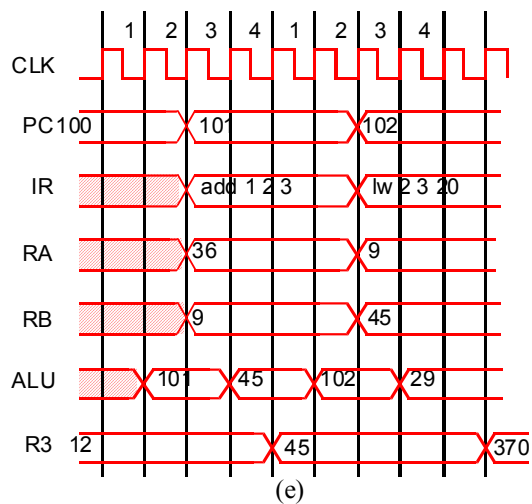 1 2 3 4 1 2 3 4
CLK
PC 100 101 102
IR add 1 2 3 lw 2 3 20
RA 36 9
RB 9 45
ALU 101 45 102 29
R3 12 45 370
(e)